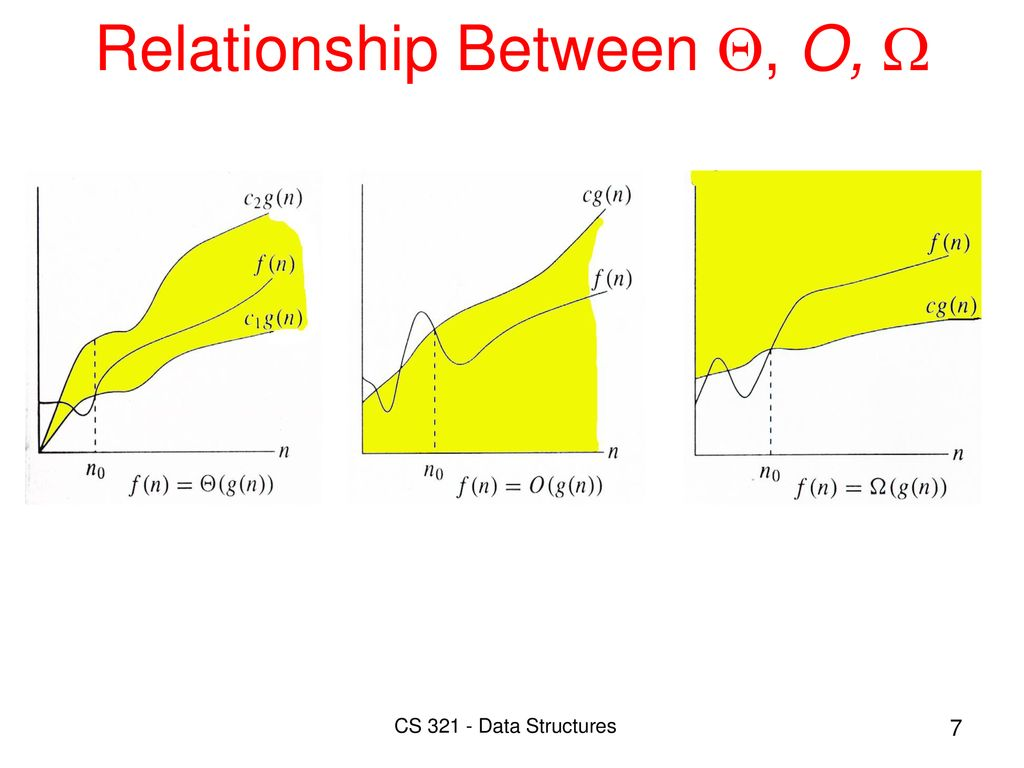 Relationship Between Θ, O, Ω
c₂g(n)
f(n)
c₁g(n)
n
n₀
f(n) = Θ(g(n))
cg(n)
f(n)
n
n₀
f(n) = O(g(n))
f(n)
cg(n)
n
n₀
f(n) = Ω(g(n))
CS 321 - Data Structures
7